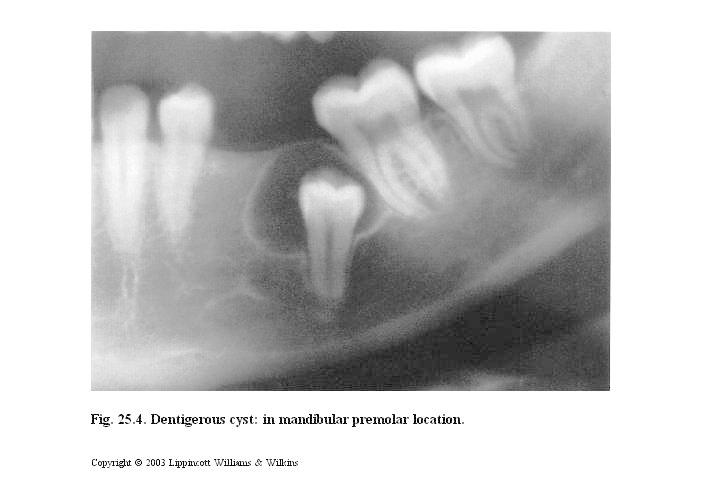 Fig. 25.4. Dentigerous cyst: in mandibular premolar location.
Copyright © 2003 Lippincott Williams & Wilkins